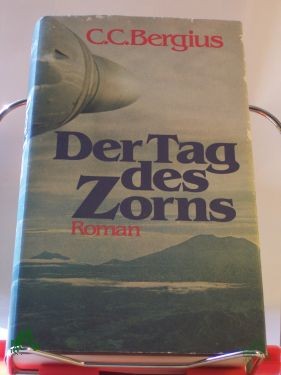 C.C.Bergius
Der Tag
des
Zorns
Roman